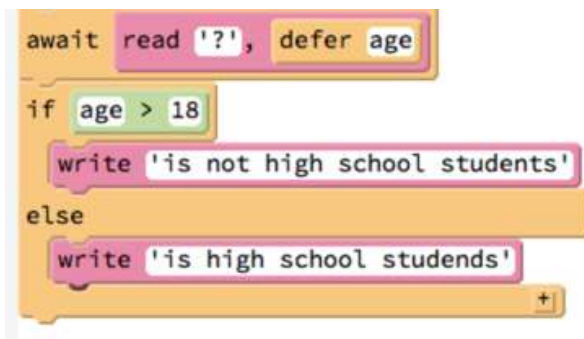 await read '?', defer age
if age > 18
write 'is not high school students'
else
write 'is high school studends'
+